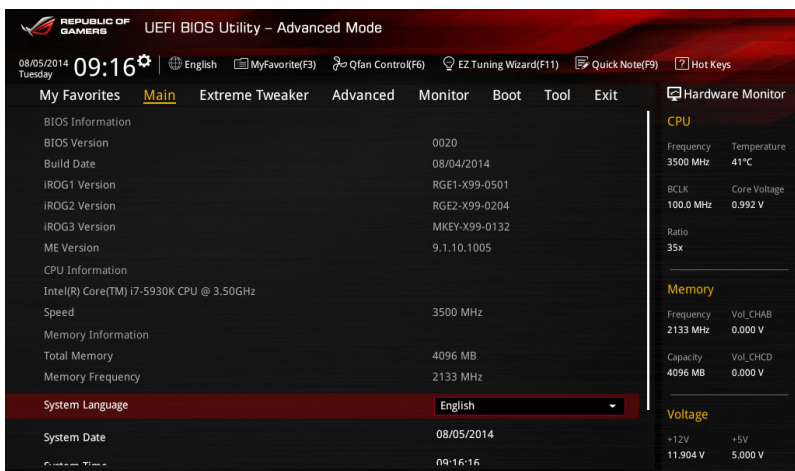 REPUBLIC OF
GAMERS
UEFI BIOS Utility – Advanced Mode
08/05/2014
Tuesday
09:16
English
MyFavorite(F3)
Qfan Control(F6)
EZ Tuning Wizard(F11)
Quick Note(F9)
? Hot Keys
My Favorites Main Extreme Tweaker Advanced Monitor Boot Tool Exit
BIOS Information
BIOS Version 0020
Build Date 08/04/2014
iROG1 Version RGE1-X99-0501
iROG2 Version RGE2-X99-0204
iROG3 Version MKEY-X99-0132
ME Version 9.1.10.1005
CPU Information
Intel(R) Core(TM) i7-5930K CPU @ 3.50GHz
Speed 3500 MHz
Memory Information
Total Memory 4096 MB
Memory Frequency 2133 MHz
System Language English
System Date 08/05/2014
System Time 09:16:16
Hardware Monitor
CPU
Frequency Temperature
3500 MHz 41°C
BCLK Core Voltage
100.0 MHz 0.992 V
Ratio
35x
Memory
Frequency Vol_CHAB
2133 MHz 0.000 V
Capacity Vol_CHCD
4096 MB 0.000 V
Voltage
+12V +5V
11.904 V 5.000 V